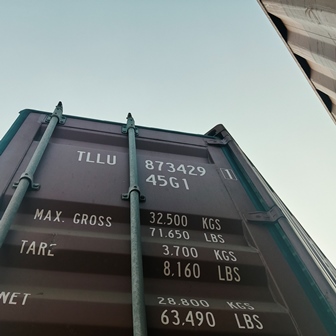 TLLU 873429 1
45G1
MAX. GROSS 32.500 KGS
71.650 LBS
TARE 3.700 KGS
8.160 LBS
NET 28.800 KGS
63.490 LBS